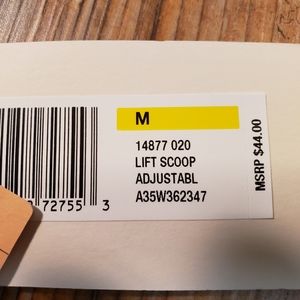 M
14877 020
LIFT SCOOP
ADJUSTABL
A35W362347
MSRP $44.00
72755 3